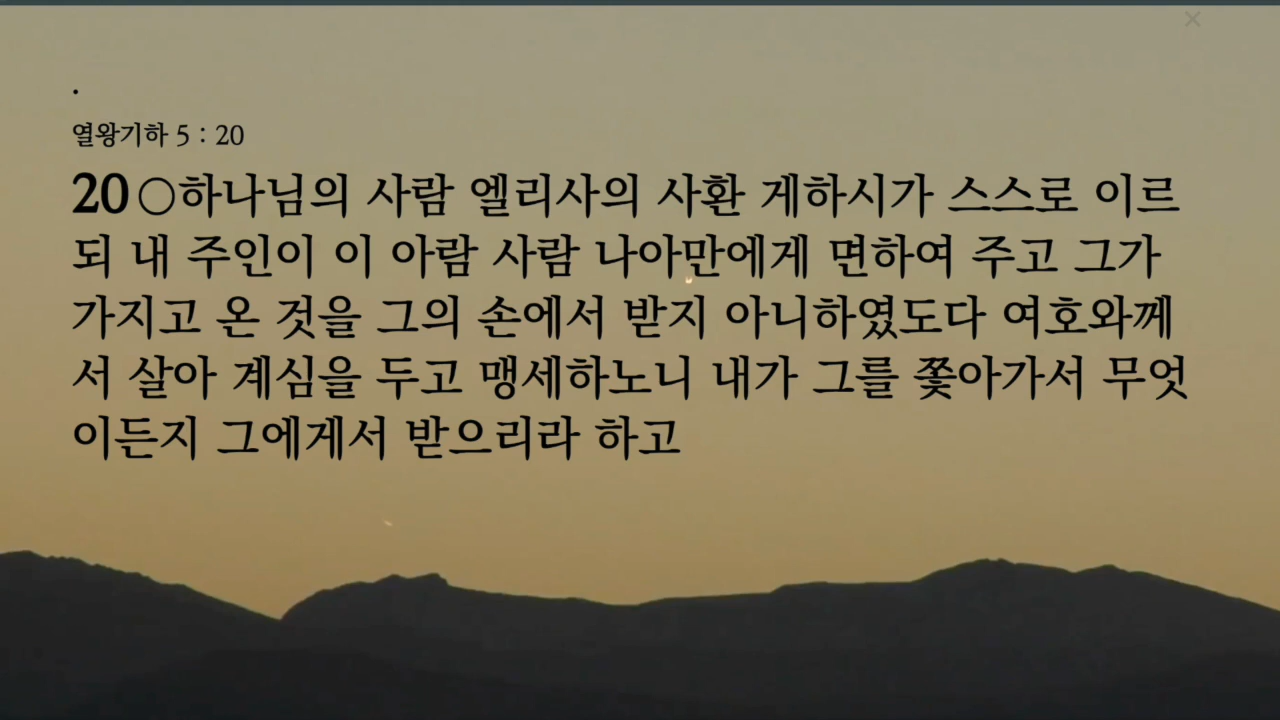 .
열왕기하 5 : 20
20 ○하나님의 사람 엘리사의 사환 게하시가 스스로 이르
되 내 주인이 이 아람 사람 나아만에게 면하여 주고 그가
가지고 온 것을 그의 손에서 받지 아니하였도다 여호와께
서 살아 계심을 두고 맹세하노니 내가 그를 쫓아가서 무엇
이든지 그에게서 받으리라 하고